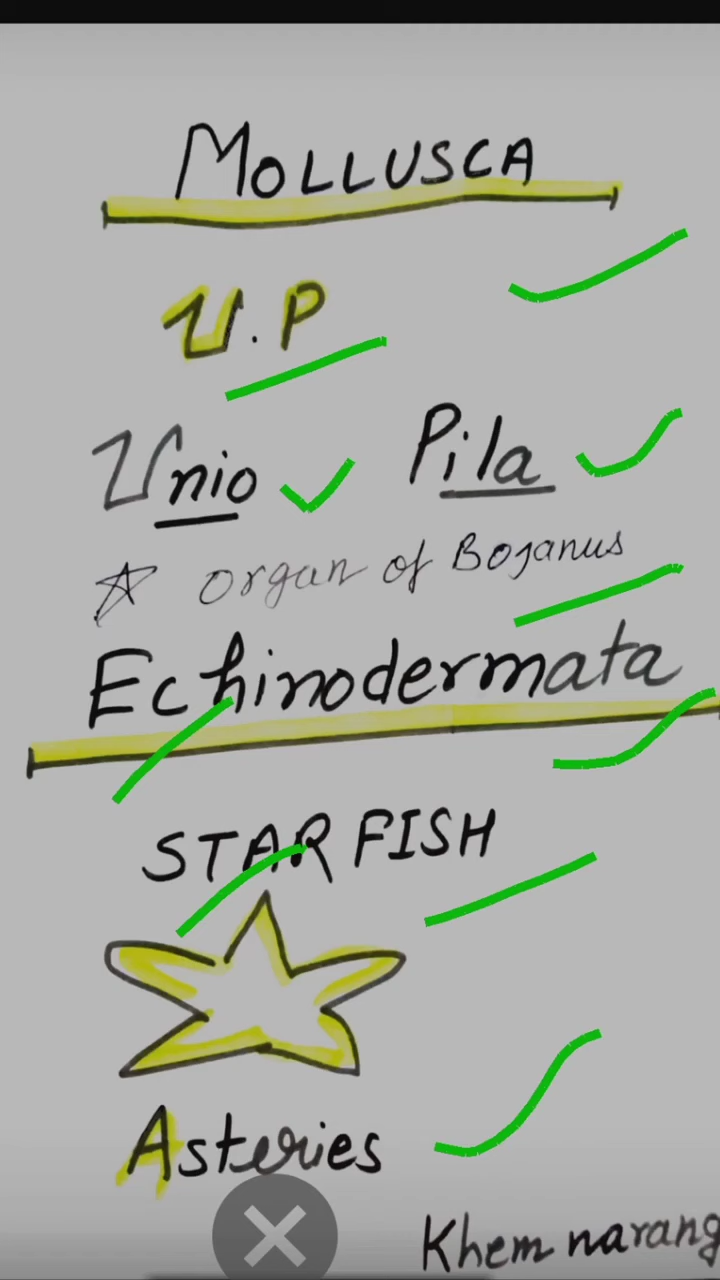 MOLLUSCA
U.P
Unio Pila
☆ organ of Bojanus
Echinodermata
STARFISH
Asteries
Khem narang